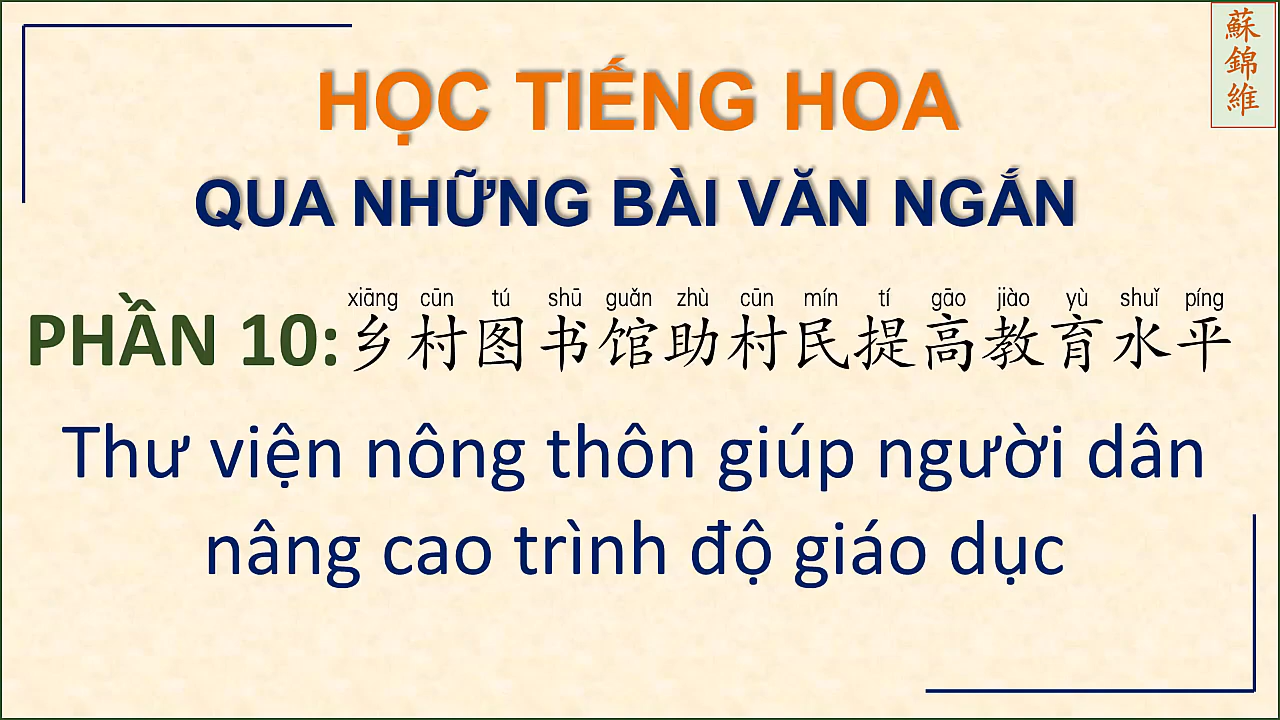 蘇錦維
HỌC TIẾNG HOA
QUA NHỮNG BÀI VĂN NGẮN
xiāng cūn tú shū guǎn zhù cūn mín tí gāo jiào yù shuǐ píng
PHẦN 10: 乡村图书馆助村民提高教育水平
Thư viện nông thôn giúp người dân
nâng cao trình độ giáo dục